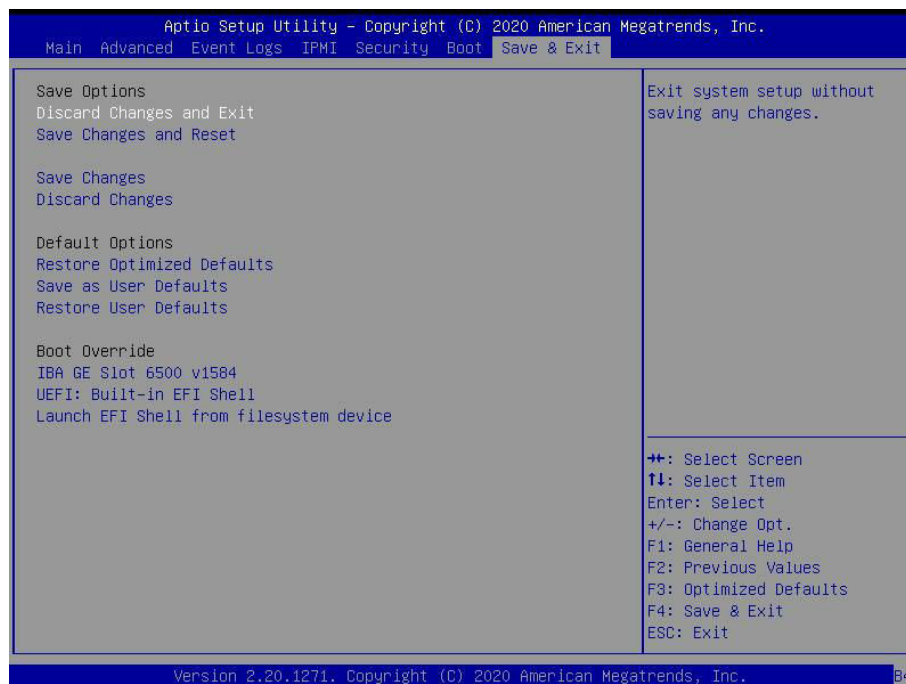 Aptio Setup Utility – Copyright (C) 2020 American Megatrends, Inc.
Main Advanced Event Logs IPMI Security Boot Save & Exit
Save Options
Discard Changes and Exit
Save Changes and Reset
Save Changes
Discard Changes
Default Options
Restore Optimized Defaults
Save as User Defaults
Restore User Defaults
Boot Override
IBA GE Slot 6500 v1584
UEFI: Built-in EFI Shell
Launch EFI Shell from filesystem device
Exit system setup without
saving any changes.
→←: Select Screen
↑↓: Select Item
Enter: Select
+/-: Change Opt.
F1: General Help
F2: Previous Values
F3: Optimized Defaults
F4: Save & Exit
ESC: Exit
Version 2.20.1271. Copyright (C) 2020 American Megatrends, Inc.